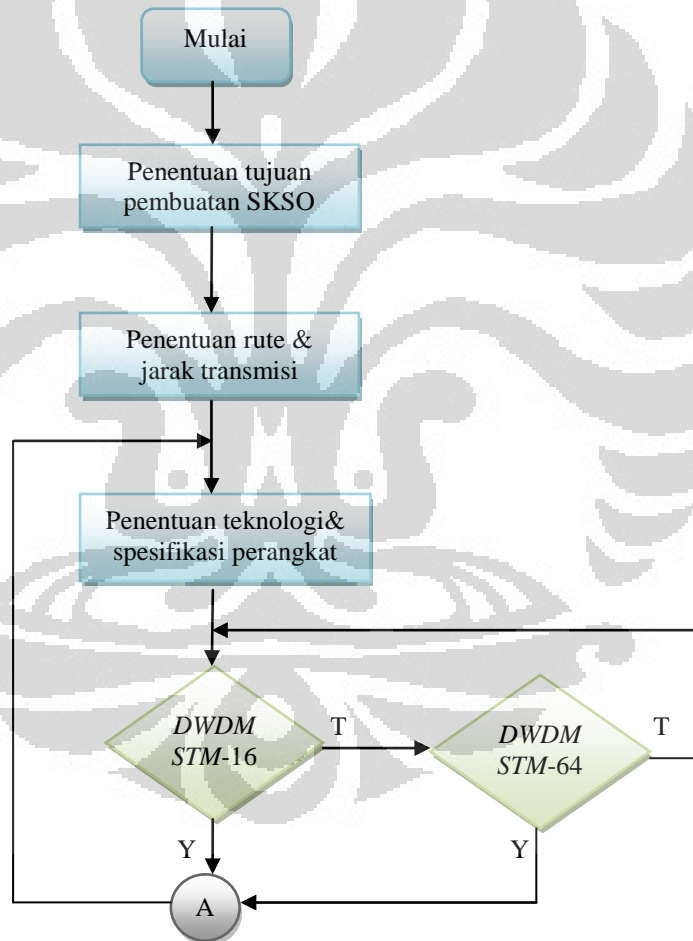 Mulai
Penentuan tujuan
pembuatan SKSO
Penentuan rute &
jarak transmisi
Penentuan teknologi&
spesifikasi perangkat
DWDM
STM-16
T
DWDM
STM-64
T
Y
Y
A